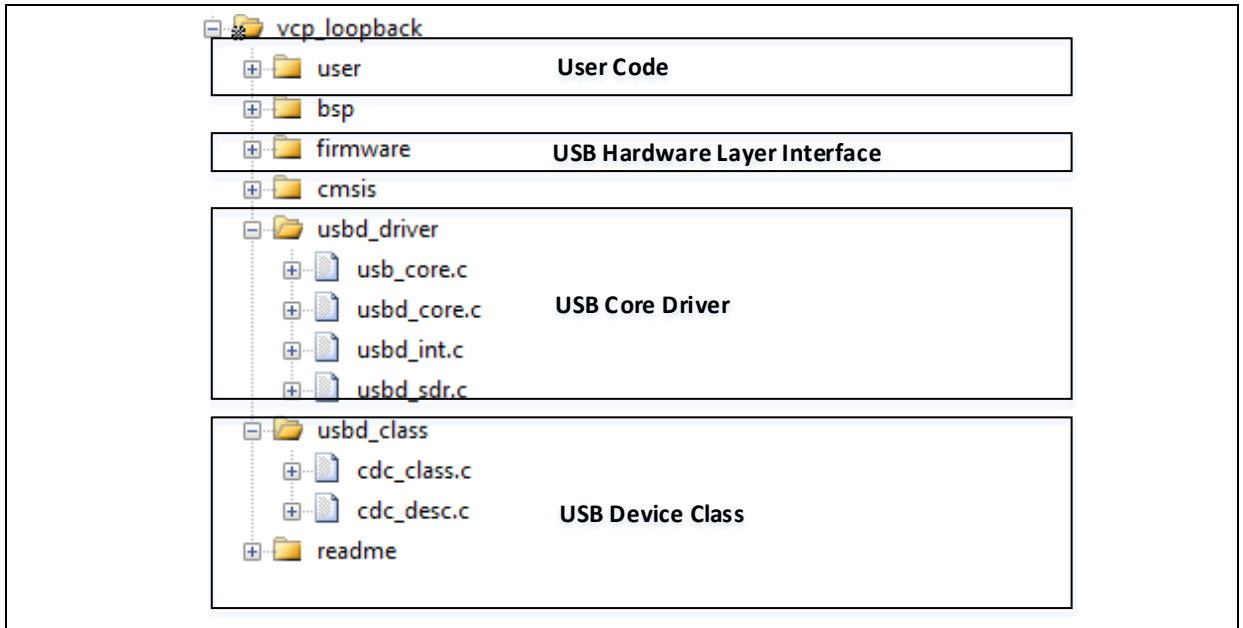 vcp_loopback
user User Code
bsp
firmware USB Hardware Layer Interface
cmsis
usbd_driver
usb_core.c
usbd_core.c USB Core Driver
usbd_int.c
usbd_sdr.c
usbd_class
cdc_class.c
cdc_desc.c USB Device Class
readme